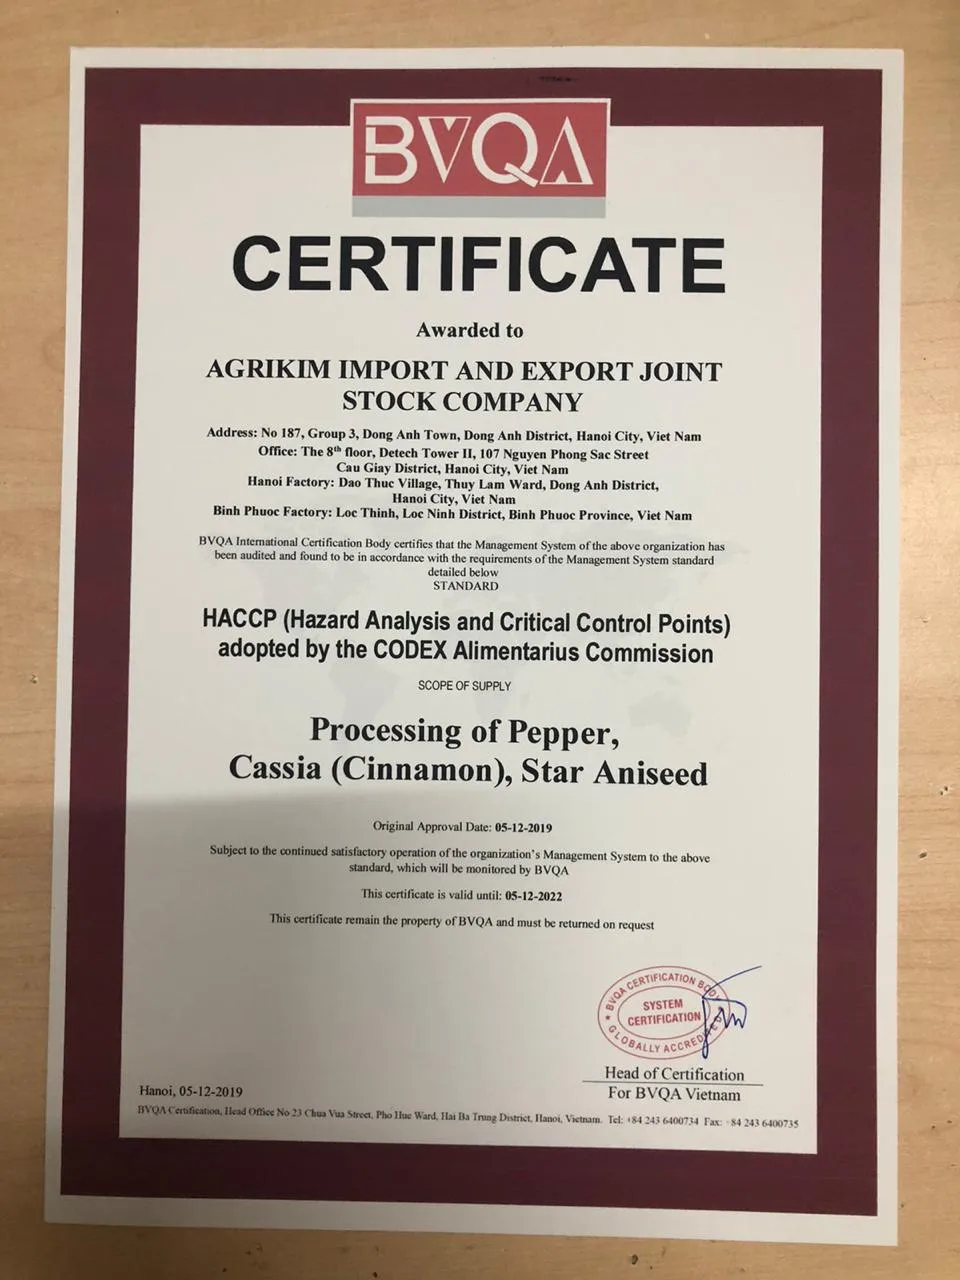 BVQA
CERTIFICATE
Awarded to
AGRIKIM IMPORT AND EXPORT JOINT
STOCK COMPANY
Address: No 187, Group 3, Dong Anh Town, Dong Anh District, Hanoi City, Viet Nam
Office: The 8th floor, Detech Tower II, 107 Nguyen Phong Sac Street
Cau Giay District, Hanoi City, Viet Nam
Hanoi Factory: Dao Thuc Village, Thuy Lam Ward, Dong Anh District,
Hanoi City, Viet Nam
Binh Phuoc Factory: Loc Thinh, Loc Ninh District, Binh Phuoc Province, Viet Nam
BVQA International Certification Body certifies that the Management System of the above organization has
been audited and found to be in accordance with the requirements of the Management System standard
detailed below
STANDARD
HACCP (Hazard Analysis and Critical Control Points)
adopted by the CODEX Alimentarius Commission
SCOPE OF SUPPLY
Processing of Pepper,
Cassia (Cinnamon), Star Aniseed
Original Approval Date: 05-12-2019
Subject to the continued satisfactory operation of the organization's Management System to the above
standard, which will be monitored by BVQA
This certificate is valid until: 05-12-2022
This certificate remain the property of BVQA and must be returned on request
BVQA CERTIFICATION BODY
SYSTEM
CERTIFICATION
GLOBALLY ACCREDITED
Head of Certification
For BVQA Vietnam
Hanoi, 05-12-2019
BVQA Certification, Head Office No 23 Chua Vua Street, Pho Hue Ward, Hai Ba Trung District, Hanoi, Vietnam. Tel: +84 243 6400734 Fax: +84 243 6400735